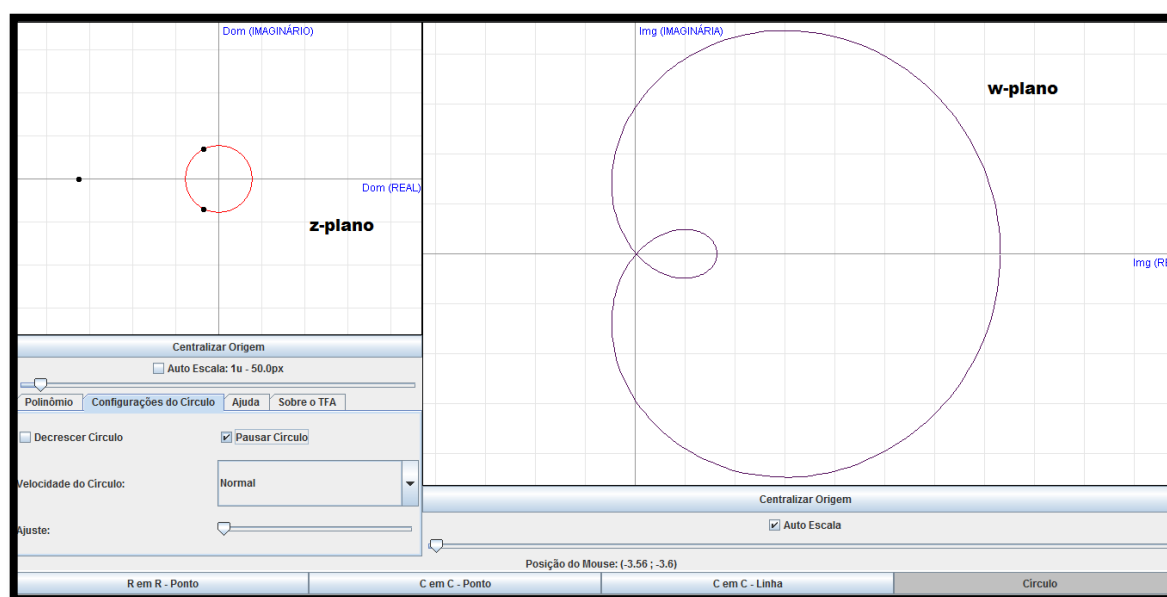 Dom (IMAGINÁRIO)
Dom (REAL)
z-plano
Img (IMAGINÁRIA)
w-plano
Img (RE
Centralizar Origem
Auto Escala: 1u - 50.0px
Polinômio Configurações do Círculo Ajuda Sobre o TFA
Decrescer Círculo Pausar Círculo
Velocidade do Círculo: Normal
Ajuste:
Centralizar Origem
Auto Escala
Posição do Mouse: (-3.56 ; -3.6)
R em R - Ponto C em C - Ponto C em C - Linha Círculo